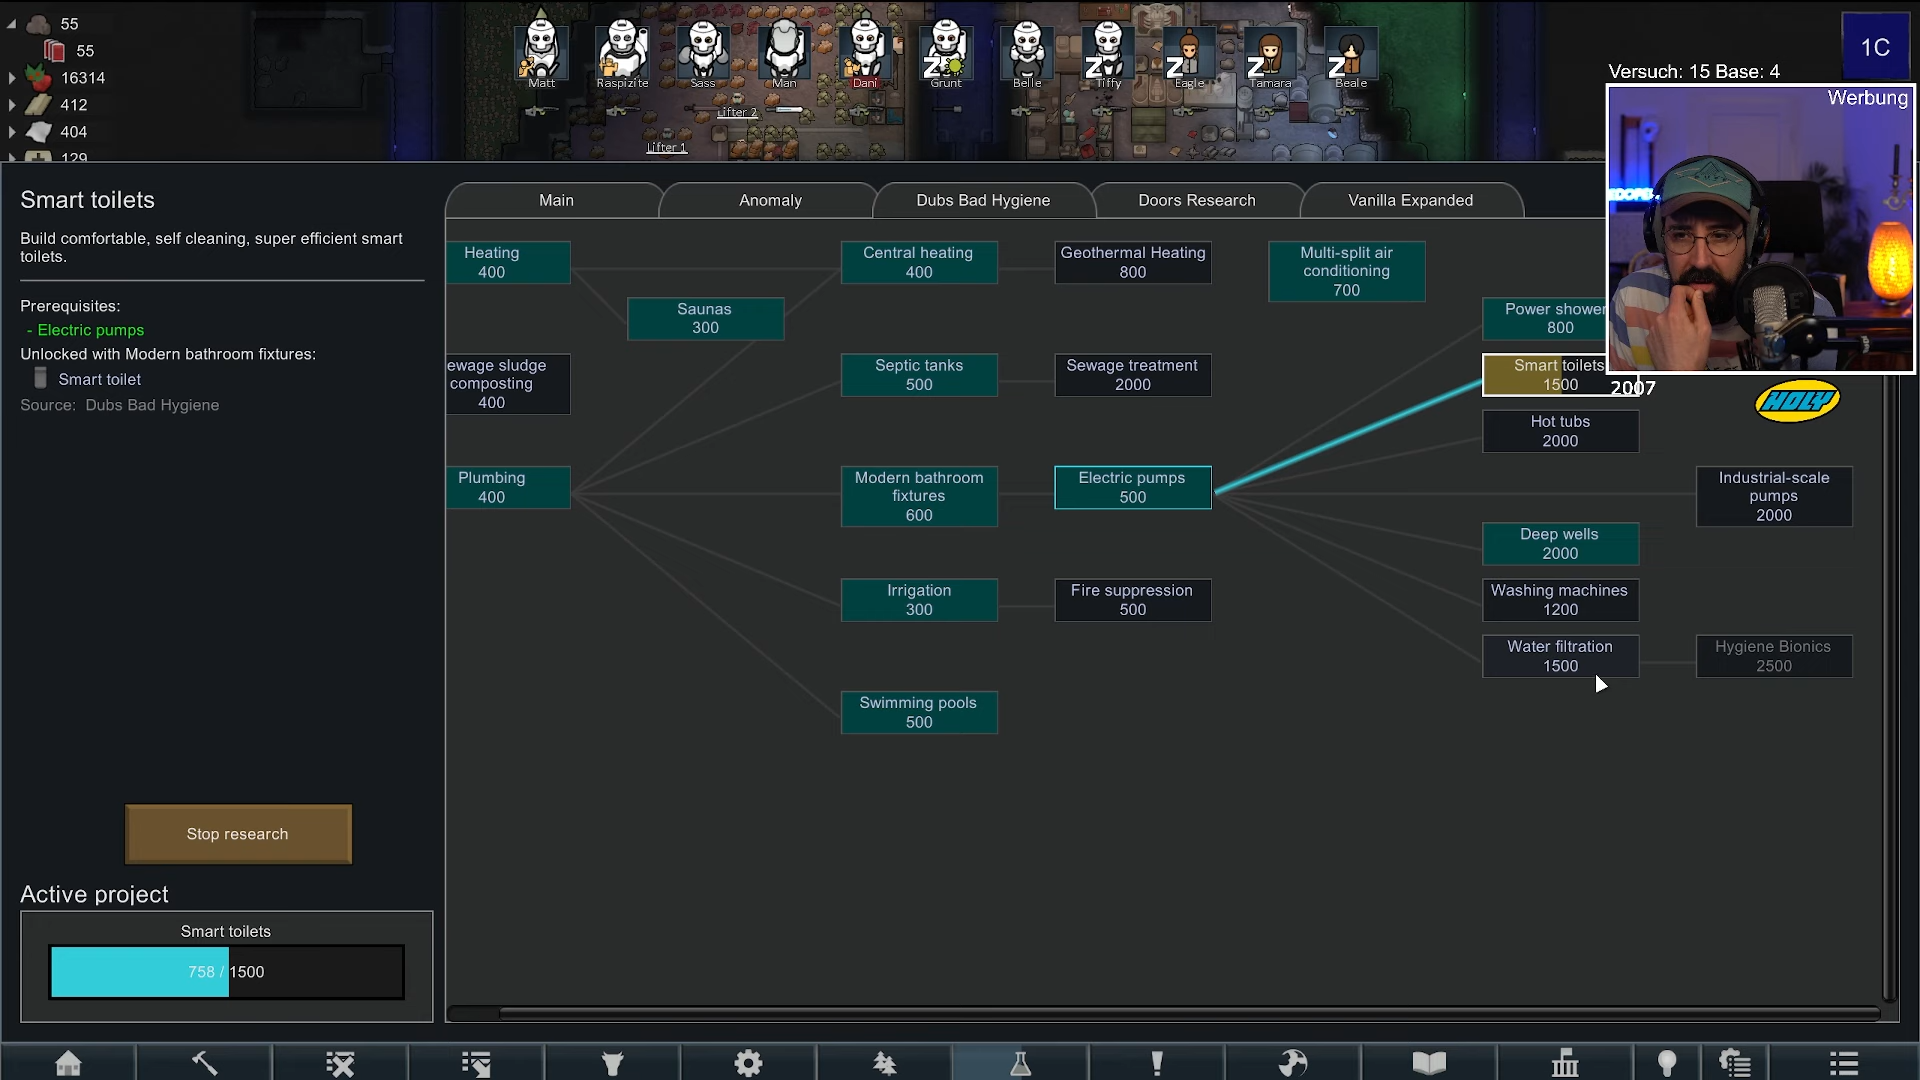 55
55
16314
412
404
129
Matt
Raspizite
Sass
Man
Dani
Grunt
Belle
Tiffy
Eagle
Tamara
Beale
Z
Z
Z
Z
Z
Lifter 2
Lifter 1
1C
Versuch: 15 Base: 4
Werbung
2007
HOLY
Smart toilets
Build comfortable, self cleaning, super efficient smart
toilets.
Prerequisites:
- Electric pumps
Unlocked with Modern bathroom fixtures:
Smart toilet
Source: Dubs Bad Hygiene
Main
Anomaly
Dubs Bad Hygiene
Doors Research
Vanilla Expanded
Heating
400
Central heating
400
Geothermal Heating
800
Multi-split air
conditioning
700
Saunas
300
Power shower
800
ewage sludge
composting
400
Septic tanks
500
Sewage treatment
2000
Smart toilets
1500
Hot tubs
2000
Plumbing
400
Modern bathroom
fixtures
600
Electric pumps
500
Industrial-scale
pumps
2000
Deep wells
2000
Irrigation
300
Fire suppression
500
Washing machines
1200
Water filtration
1500
Hygiene Bionics
2500
Swimming pools
500
Stop research
Active project
Smart toilets
758 / 1500